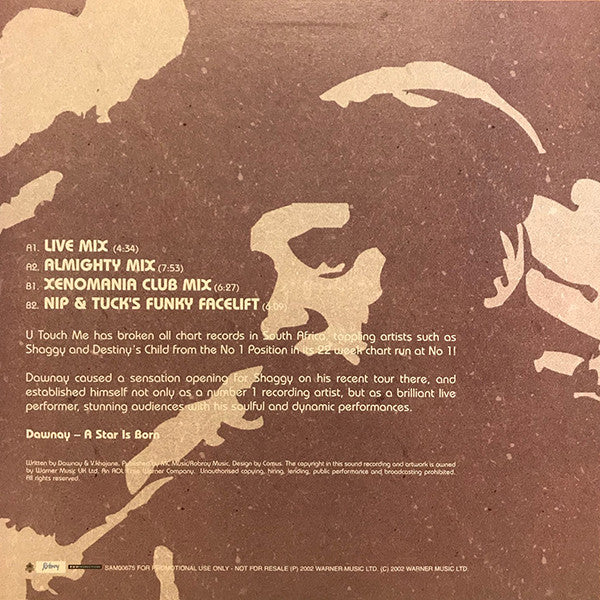 A1. LIVE MIX (4:34)
A2. ALMIGHTY MIX (7:53)
B1. XENOMANIA CLUB MIX (6:27)
B2. NIP & TUCK'S FUNKY FACELIFT (6:09)
U Touch Me has broken all chart records in South Africa, toppling artists such as
Shaggy and Destiny's Child from the No 1 Position in its 22 week chart run at No 1!
Dawnay caused a sensation opening for Shaggy on his recent tour there, and
established himself not only as a number 1 recording artist, but as a brilliant live
performer, stunning audiences with his soulful and dynamic performances.
Dawnay – A Star Is Born
Written by Dawnay & V.khojane. Published by MC Music/Robroy Music. Design by Comus. The copyright in this sound recording and artwork is owned
by Warner Music UK Ltd. An AOL Time Warner Company. Unauthorised copying, hiring, lending, public performance and broadcasting prohibited.
All rights reserved.
Robroy
SAM00675 FOR PROMOTIONAL USE ONLY - NOT FOR RESALE (P) 2002 WARNER MUSIC LTD. (C) 2002 WARNER MUSIC LTD.